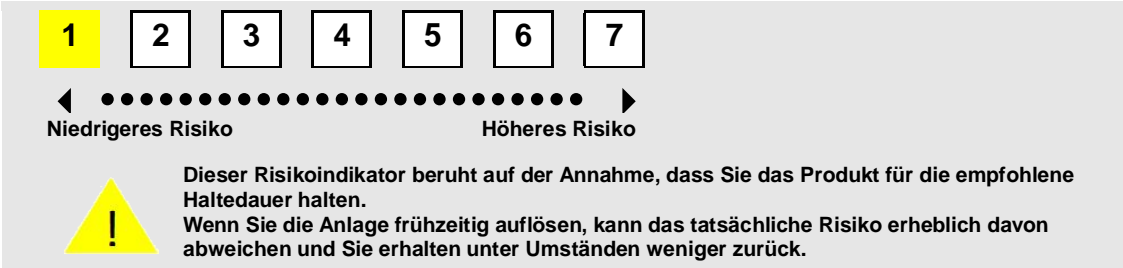 1 2 3 4 5 6 7
Niedrigeres Risiko Höheres Risiko
Dieser Risikoindikator beruht auf der Annahme, dass Sie das Produkt für die empfohlene
Haltedauer halten.
Wenn Sie die Anlage frühzeitig auflösen, kann das tatsächliche Risiko erheblich davon
abweichen und Sie erhalten unter Umständen weniger zurück.
!